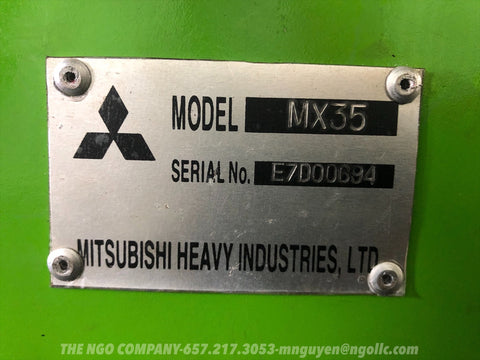 MODEL MX35
SERIAL No. E7D00694
MITSUBISHI HEAVY INDUSTRIES, LTD.
THE NGO COMPANY-657.217.3053-mnguyen@ngollc.com